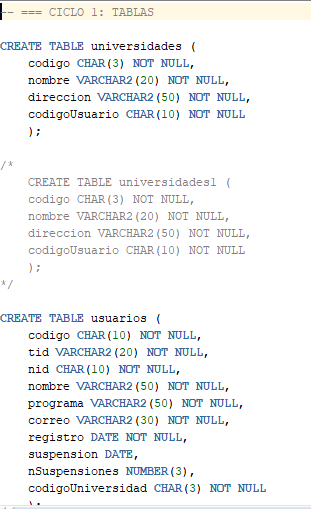 -- === CICLO 1: TABLAS
CREATE TABLE universidades (
codigo CHAR(3) NOT NULL,
nombre VARCHAR2(20) NOT NULL,
direccion VARCHAR2(50) NOT NULL,
codigoUsuario CHAR(10) NOT NULL
);
/*
CREATE TABLE universidades1 (
codigo CHAR(3) NOT NULL,
nombre VARCHAR2(20) NOT NULL,
direccion VARCHAR2(50) NOT NULL,
codigoUsuario CHAR(10) NOT NULL
);
*/
CREATE TABLE usuarios (
codigo CHAR(10) NOT NULL,
tid VARCHAR2(20) NOT NULL,
nid CHAR(10) NOT NULL,
nombre VARCHAR2(50) NOT NULL,
programa VARCHAR2(50) NOT NULL,
correo VARCHAR2(30) NOT NULL,
registro DATE NOT NULL,
suspension DATE,
nSuspensiones NUMBER(3),
codigoUniversidad CHAR(3) NOT NULL
);